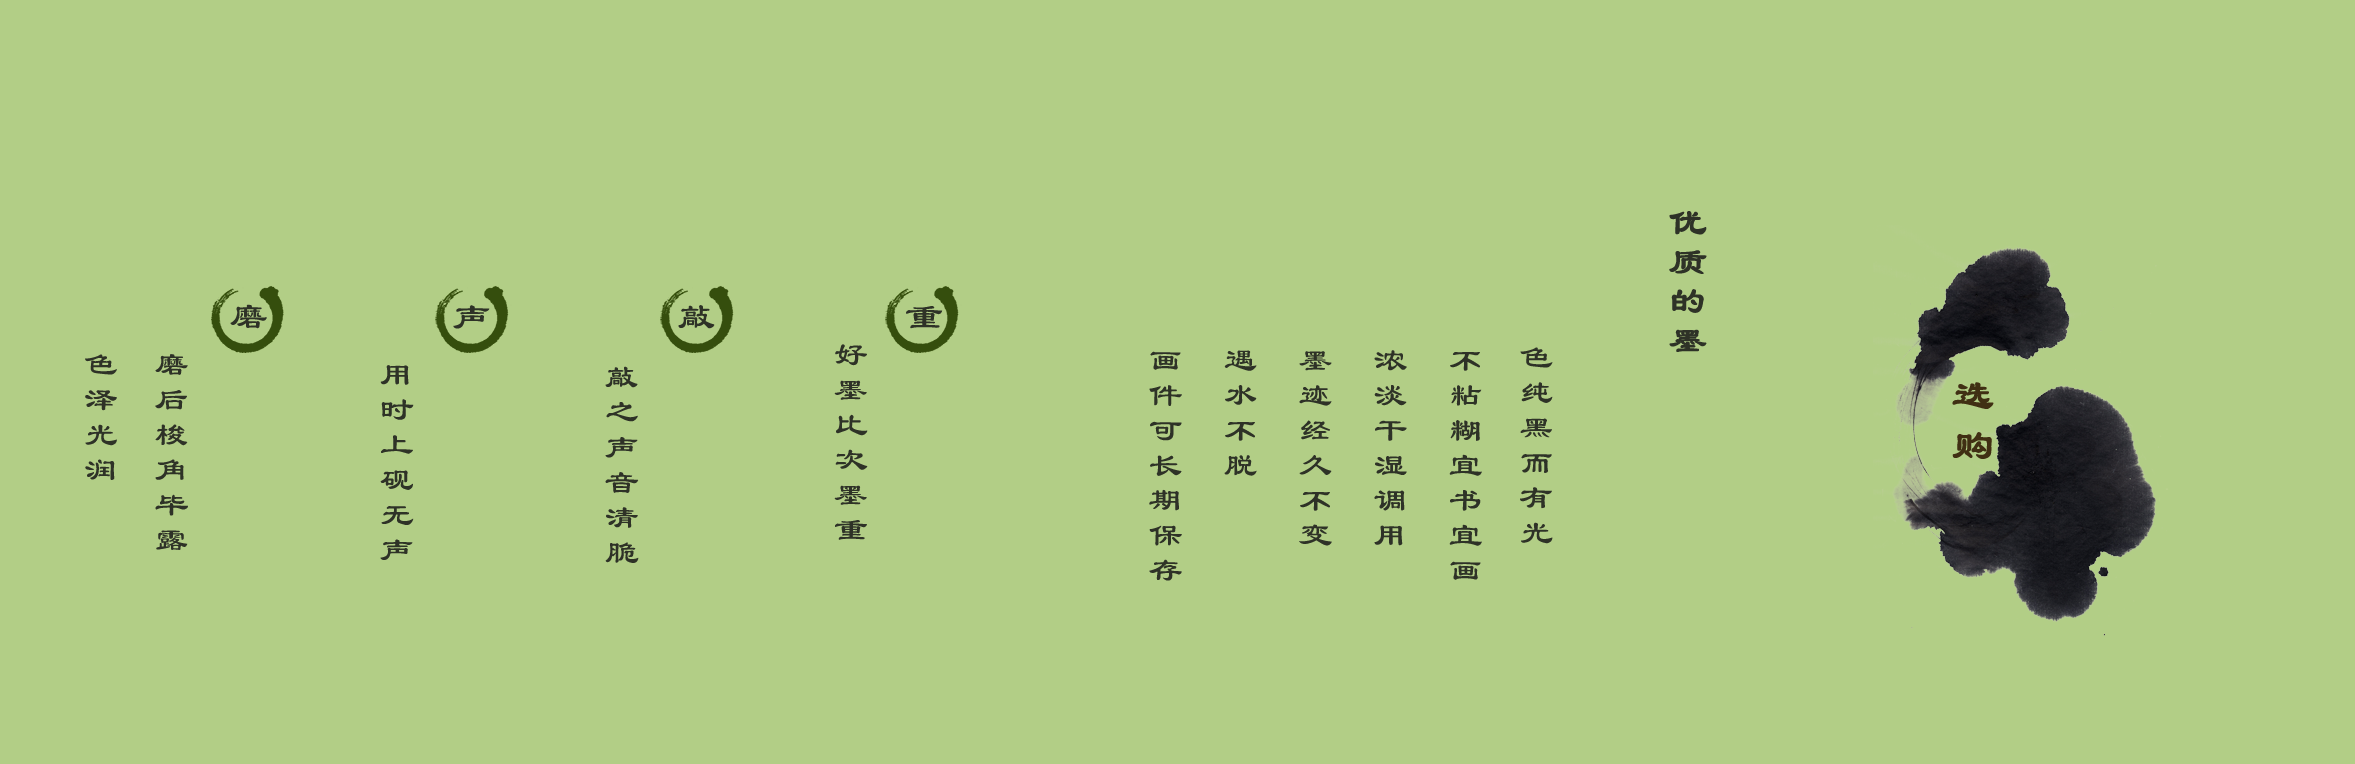 选购
优质的墨
色纯黑而有光
不粘糊宜书宜画
浓淡干湿调用
墨迹经久不变
遇水不脱
画件可长期保存
重
好墨比次墨重
敲
敲之声音清脆
声
用时上砚无声
磨
磨后梭角毕露
色泽光润